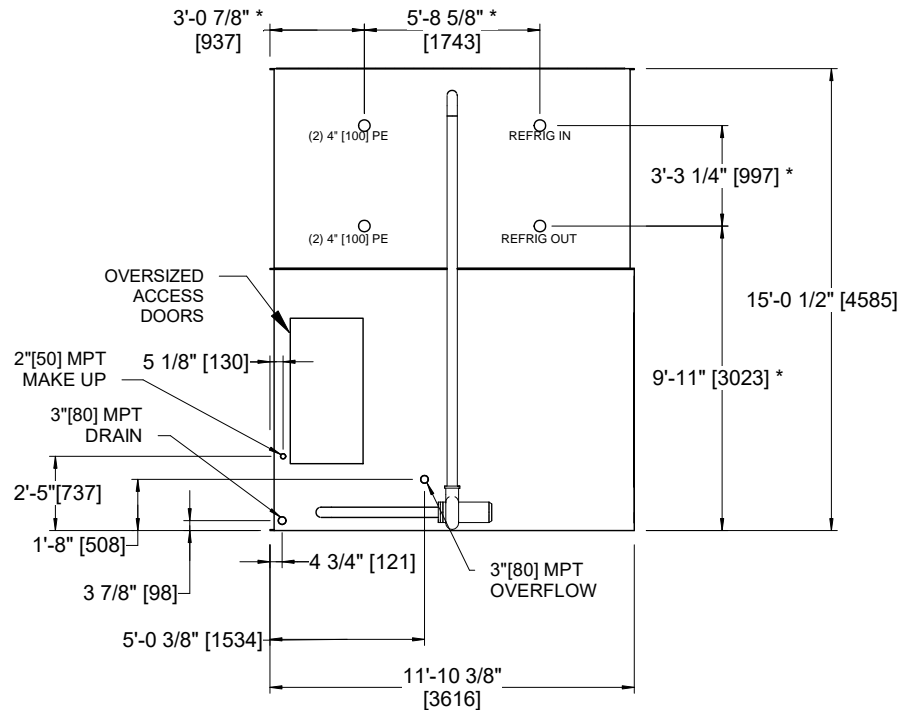 3'-0 7/8" *
[937]
5'-8 5/8" *
[1743]
(2) 4" [100] PE
REFRIG IN
3'-3 1/4" [997] *
(2) 4" [100] PE
REFRIG OUT
OVERSIZED
ACCESS
DOORS
15'-0 1/2" [4585]
2"[50] MPT
MAKE UP
5 1/8" [130]
9'-11" [3023] *
3"[80] MPT
DRAIN
2'-5"[737]
1'-8" [508]
4 3/4" [121]
3"[80] MPT
OVERFLOW
3 7/8" [98]
5'-0 3/8" [1534]
11'-10 3/8"
[3616]